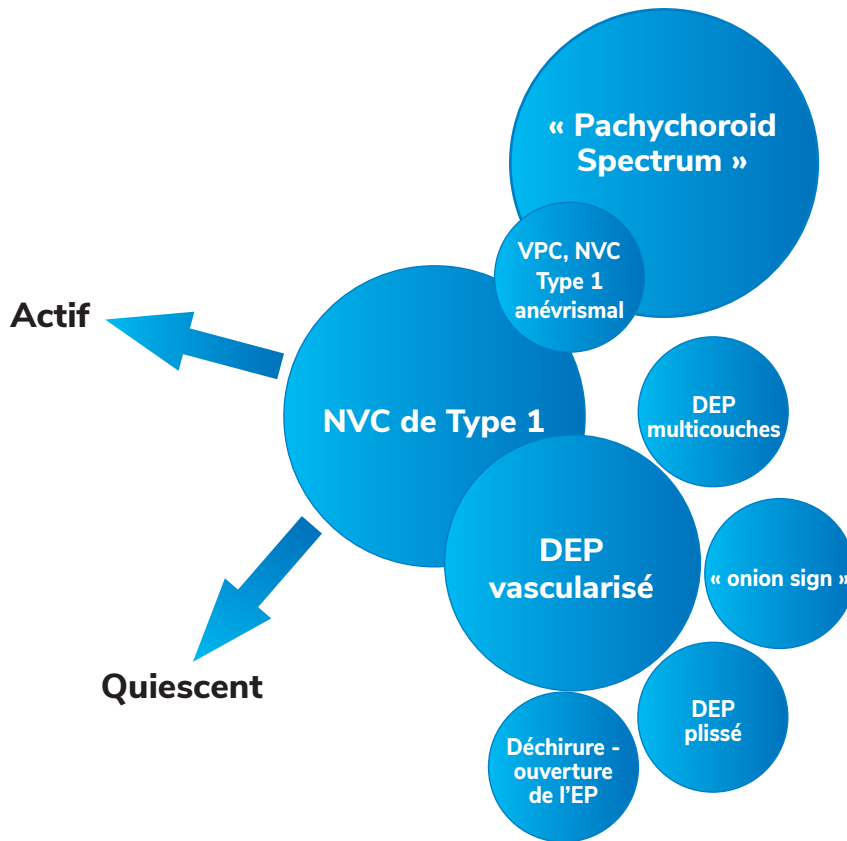 « Pachychoroid
Spectrum »
VPC, NVC
Type 1
anévrismal
Actif
NVC de Type 1
DEP
multicouches
DEP
vascularisé
« onion sign »
Quiescent
DEP
plissé
Déchirure -
ouverture
de l’EP